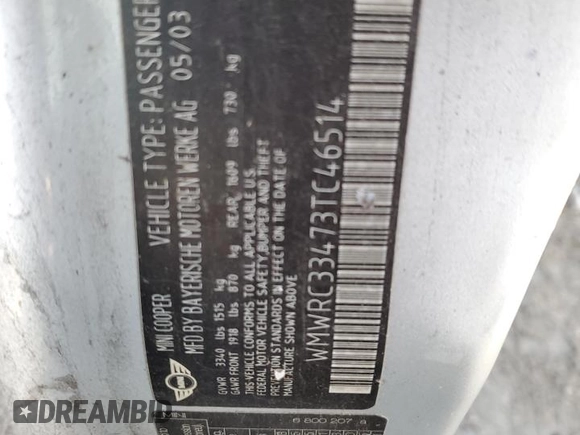 MINI COOPER VEHICLE TYPE: PASSENGER
MFD BY BAYERISCHE MOTOREN WERKE AG 05/03
GVWR 3340 lbs 1515 kg
GAWR FRONT 1918 lbs 870 kg REAR 1609 lbs 730 kg
THIS VEHICLE CONFORMS TO ALL APPLICABLE U.S.
FEDERAL MOTOR VEHICLE SAFETY, BUMPER AND THEFT
PREVENTION STANDARDS IN EFFECT ON THE DATE OF
MANUFACTURE SHOWN ABOVE.
WMWRC33473TC46514
6 800 207
DREAMBID.COM